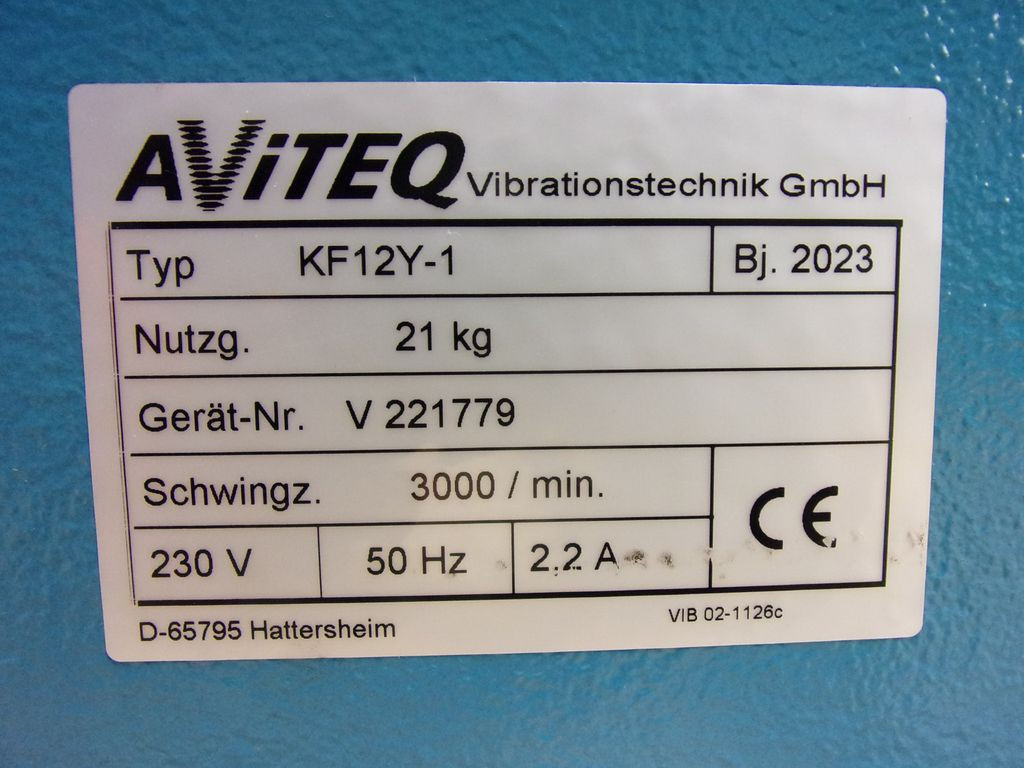 AViTEQ Vibrationstechnik GmbH
Typ KF12Y-1 Bj. 2023
Nutzg. 21 kg
Gerät-Nr. V 221779
Schwingz. 3000 / min.
CE
230 V 50 Hz 2,2 A
D-65795 Hattersheim VIB 02-1126c